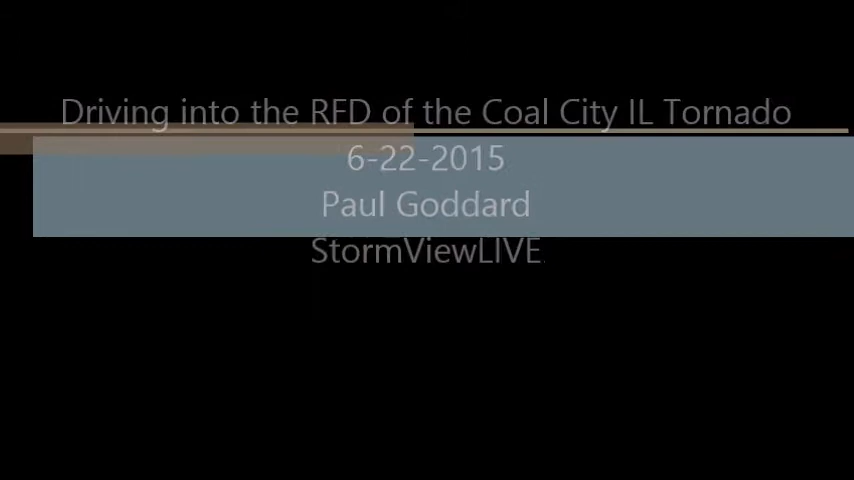 Driving into the RFD of the Coal City IL Tornado
6-22-2015
Paul Goddard
StormViewLIVE